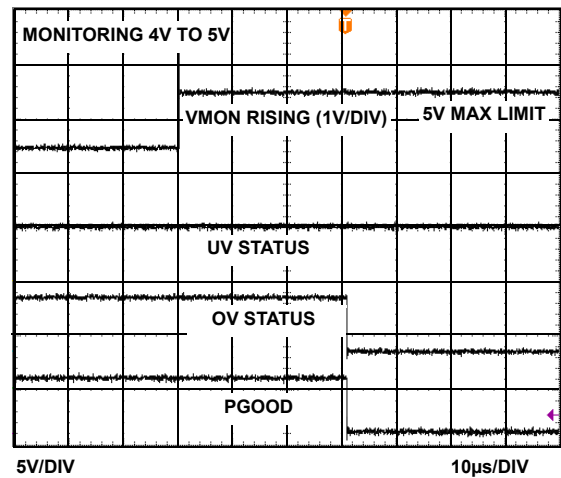 MONITORING 4V TO 5V
T
VMON RISING (1V/DIV)
5V MAX LIMIT
UV STATUS
OV STATUS
PGOOD
5V/DIV
10µs/DIV